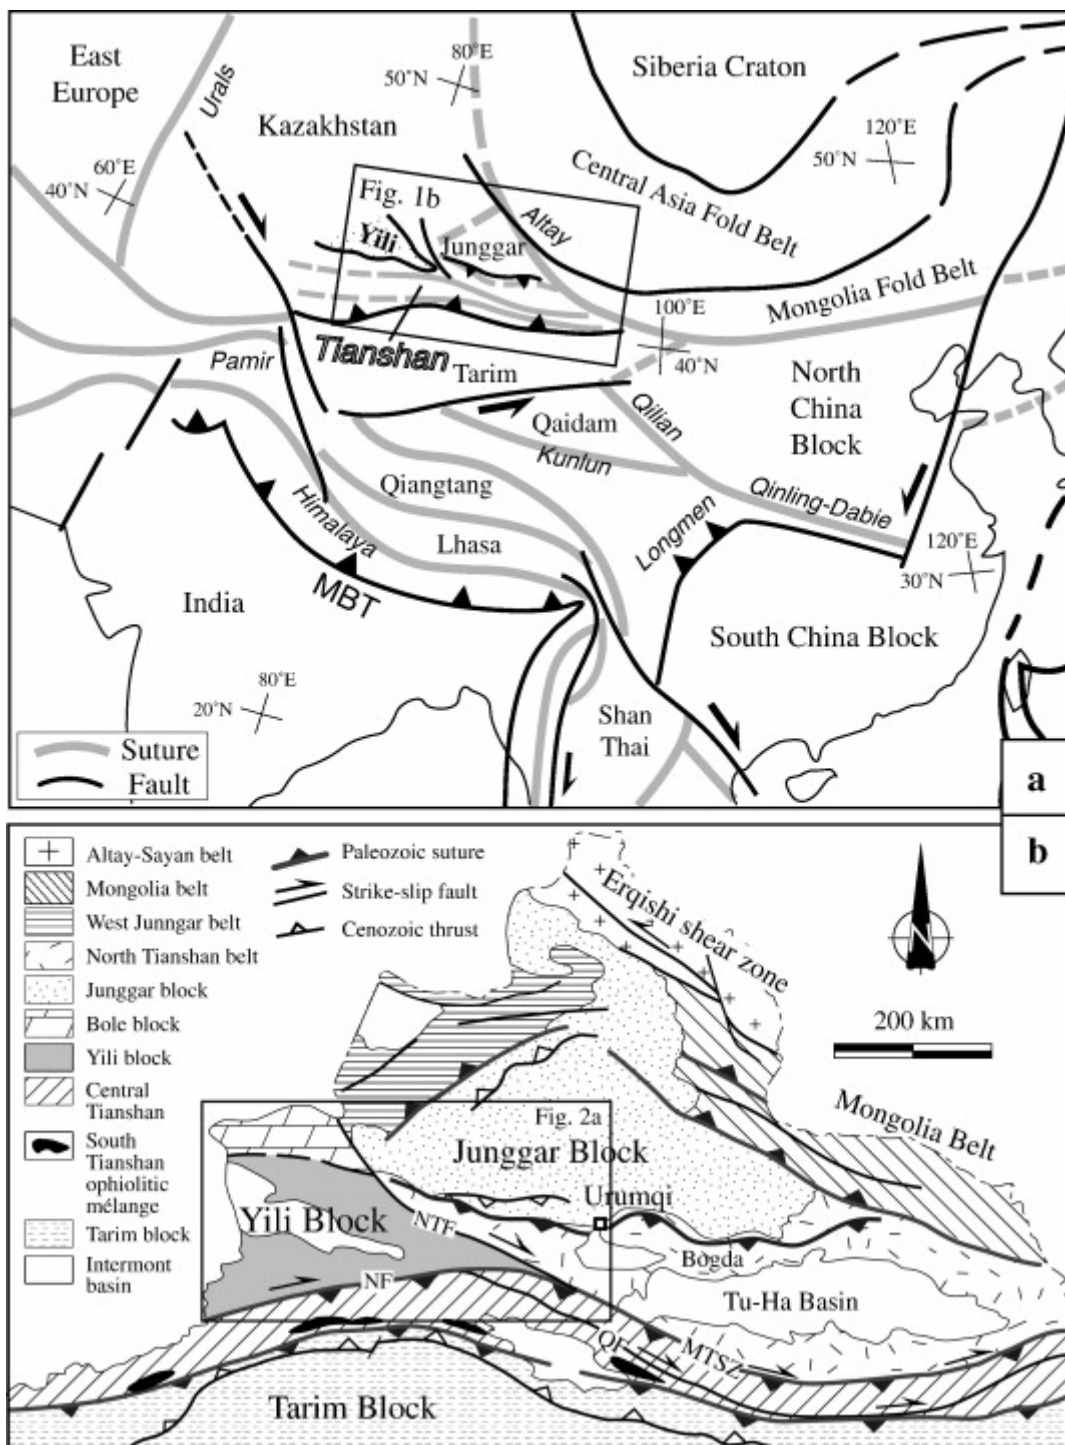 East
Europe
Urals
80°E
50°N
Siberia Craton
Kazakhstan
120°E
50°N
60°E
40°N
Fig. 1b
Central Asia Fold Belt
Altay
Yili
Junggar
Mongolia Fold Belt
100°E
40°N
Tianshan
Pamir
Tarim
North
China
Block
Qaidam
Qilian
Kunlun
Qiangtang
Himalaya
Longmen
Qinling-Dabie
Lhasa
120°E
30°N
MBT
India
South China Block
80°E
20°N
Shan
Thai
Suture
Fault
a
b
Altay-Sayan belt
Mongolia belt
West Junngar belt
North Tianshan belt
Junggar block
Bole block
Yili block
Central
Tianshan
South
Tianshan
ophiolitic
mélange
Tarim block
Intermont
basin
Paleozoic suture
Strike-slip fault
Cenozoic thrust
Erqishi shear zone
N
200 km
Mongolia Belt
Fig. 2a
Junggar Block
Urumqi
Yili Block
NTF
Bogda
NF
Tu-Ha Basin
MTSZ
Tarim Block